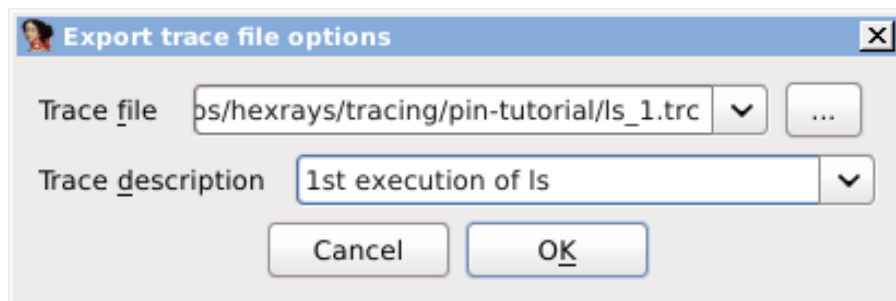 Export trace file options
Trace file os/hexrays/tracing/pin-tutorial/ls_1.trc ...
Trace description 1st execution of ls
Cancel OK